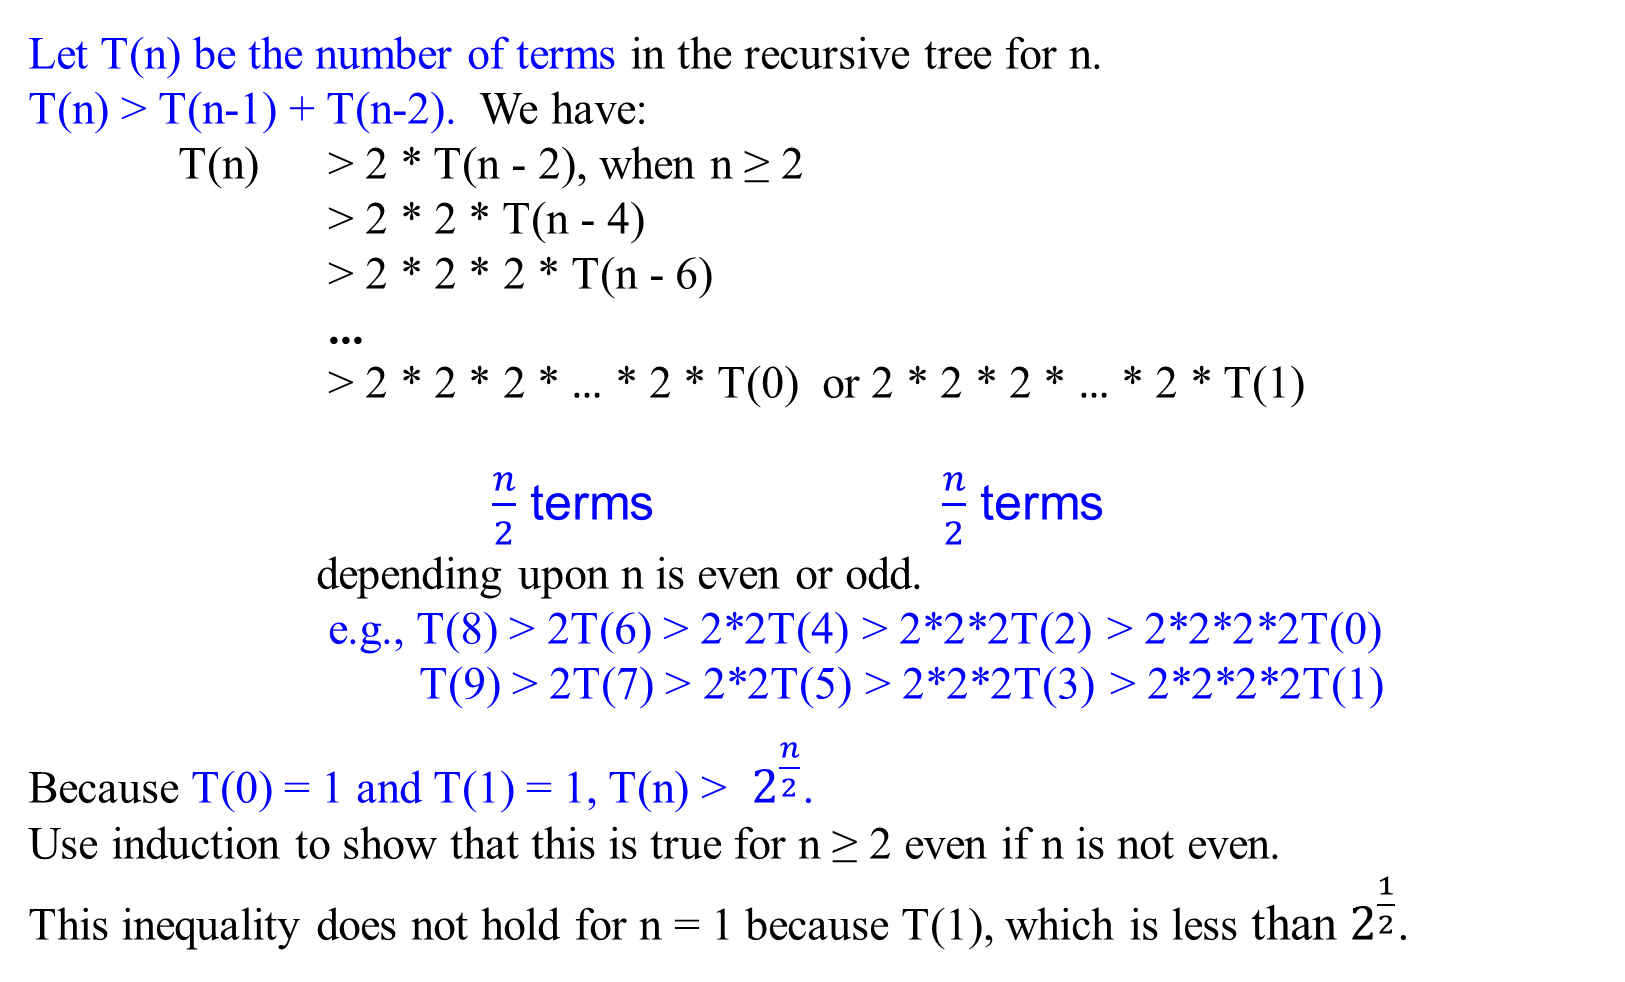 Let T(n) be the number of terms in the recursive tree for n.
T(n) > T(n-1) + T(n-2).  We have:
T(n) > 2 * T(n - 2), when n ≥ 2
> 2 * 2 * T(n - 4)
> 2 * 2 * 2 * T(n - 6)
...
> 2 * 2 * 2 * ... * 2 * T(0)  or 2 * 2 * 2 * ... * 2 * T(1)
$\frac{n}{2}$ terms $\frac{n}{2}$ terms
depending upon n is even or odd.
e.g., T(8) > 2T(6) > 2*2T(4) > 2*2*2T(2) > 2*2*2*2T(0)
T(9) > 2T(7) > 2*2T(5) > 2*2*2T(3) > 2*2*2*2T(1)
Because T(0) = 1 and T(1) = 1, T(n) > $2^{\frac{n}{2}}$.
Use induction to show that this is true for n ≥ 2 even if n is not even.
This inequality does not hold for n = 1 because T(1), which is less than $2^{\frac{1}{2}}$.